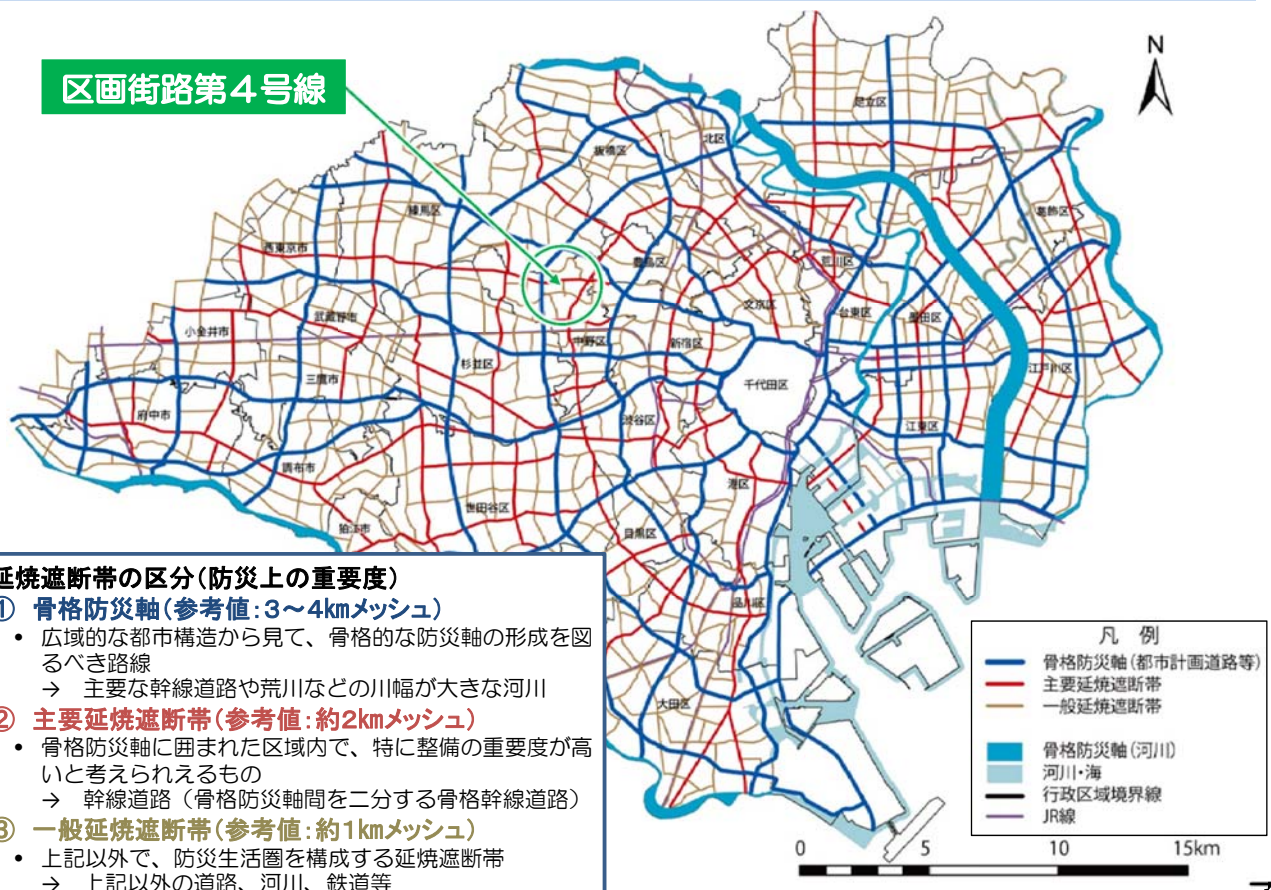 区画街路第４号線
N
足立区
北区
板橋区
練馬区
葛飾区
西東京市
豊島区
荒川区
文京区
台東区
墨田区
武蔵野市
小金井市
中野区
新宿区
杉並区
千代田区
江戸川区
三鷹市
府中市
渋谷区
江東区
調布市
港区
世田谷区
狛江市
目黒区
品川区
大田区
延焼遮断帯の区分（防災上の重要度）
① 骨格防災軸（参考値：３～４kmメッシュ）
• 広域的な都市構造から見て、骨格的な防災軸の形成を図
るべき路線
→ 主要な幹線道路や荒川などの川幅が大きな河川
② 主要延焼遮断帯（参考値：約２kmメッシュ）
• 骨格防災軸に囲まれた区域内で、特に整備の重要度が高
いと考えられえるもの
→ 幹線道路（骨格防災軸間を二分する骨格幹線道路）
③ 一般延焼遮断帯（参考値：約１kmメッシュ）
• 上記以外で、防災生活圏を構成する延焼遮断帯
→ 上記以外の道路、河川、鉄道等
凡 例
骨格防災軸（都市計画道路等）
主要延焼遮断帯
一般延焼遮断帯
骨格防災軸（河川）
河川・海
行政区域境界線
JR線
0 5 10 15km